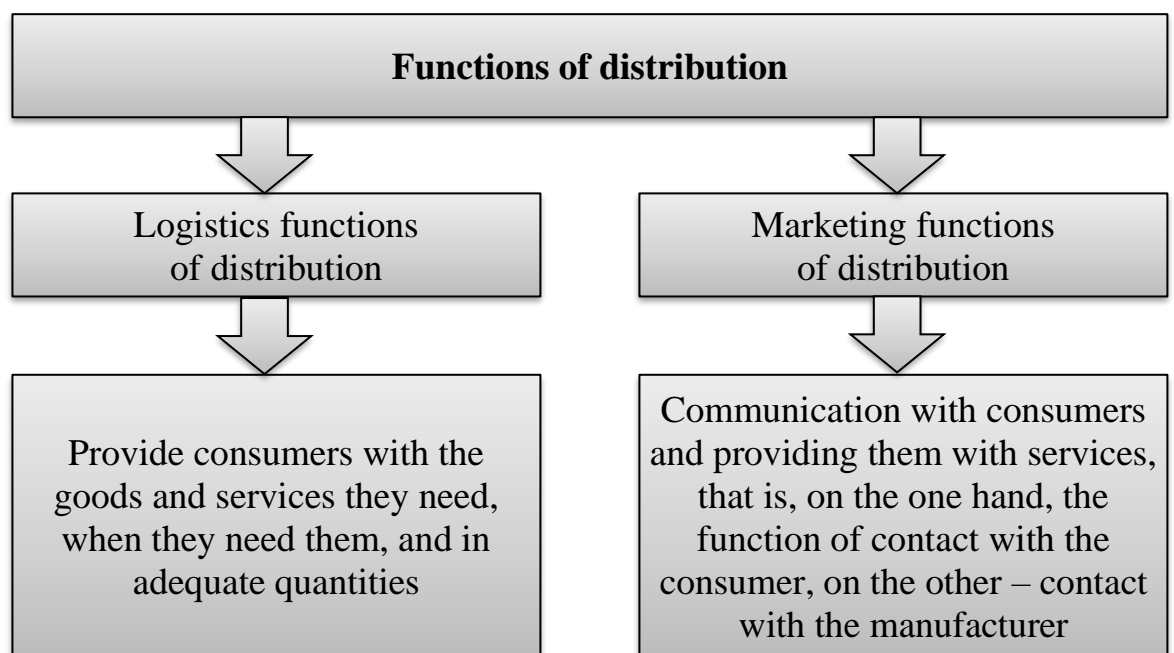 Functions of distribution
Logistics functions
of distribution
Marketing functions
of distribution
Provide consumers with the
goods and services they need,
when they need them, and in
adequate quantities
Communication with consumers
and providing them with services,
that is, on the one hand, the
function of contact with the
consumer, on the other – contact
with the manufacturer